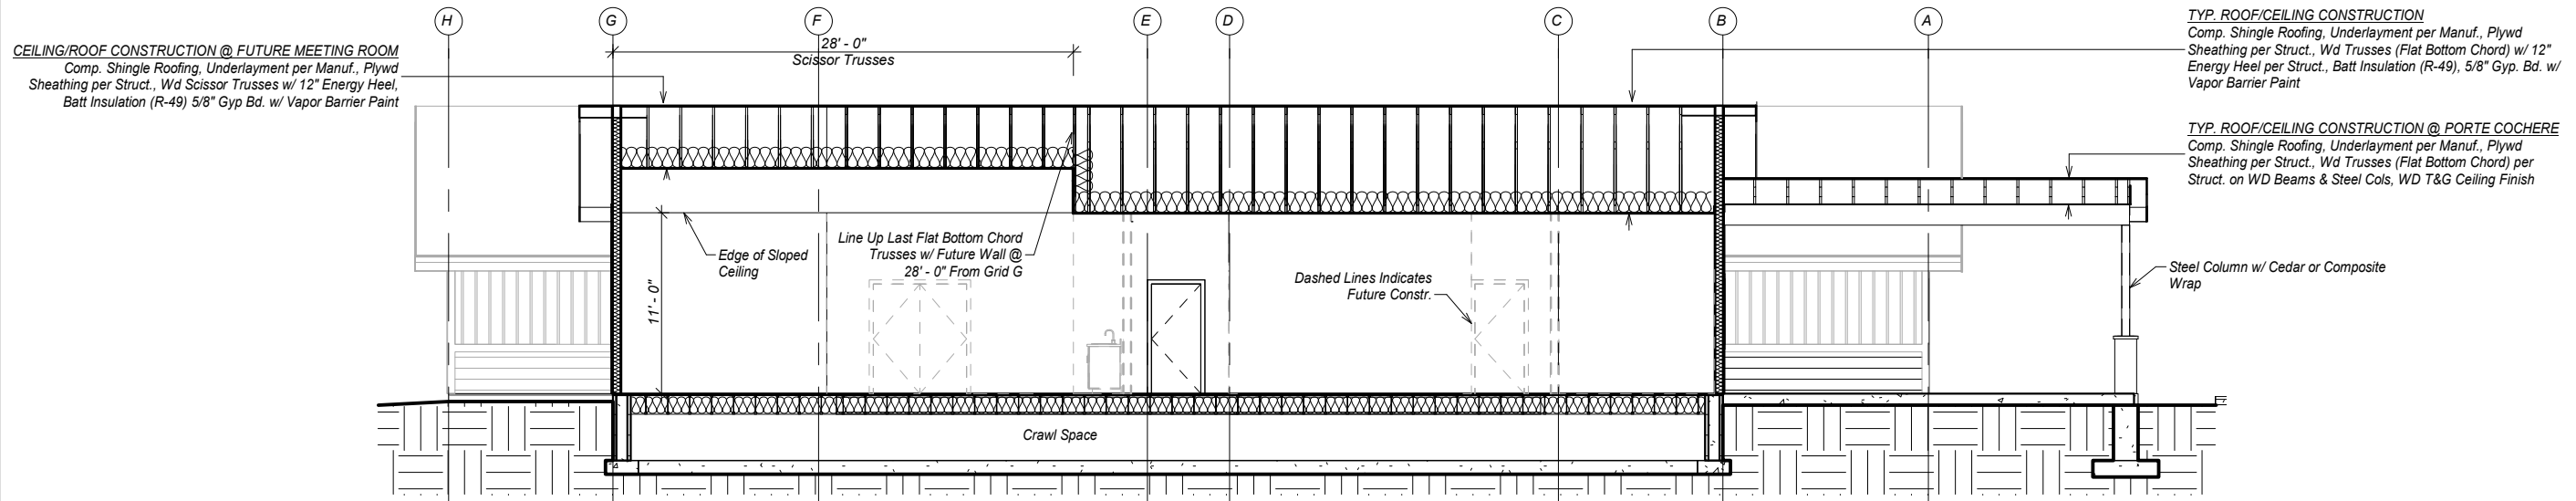 H
G
F
E
D
C
B
A
CEILING/ROOF CONSTRUCTION @ FUTURE MEETING ROOM
Comp. Shingle Roofing, Underlayment per Manuf., Plywd
Sheathing per Struct., Wd Scissor Trusses w/ 12" Energy Heel,
Batt Insulation (R-49) 5/8" Gyp Bd. w/ Vapor Barrier Paint
28' - 0"
Scissor Trusses
TYP. ROOF/CEILING CONSTRUCTION
Comp. Shingle Roofing, Underlayment per Manuf., Plywd
Sheathing per Struct., Wd Trusses (Flat Bottom Chord) w/ 12"
Energy Heel per Struct., Batt Insulation (R-49), 5/8" Gyp. Bd. w/
Vapor Barrier Paint
TYP. ROOF/CEILING CONSTRUCTION @ PORTE COCHERE
Comp. Shingle Roofing, Underlayment per Manuf., Plywd
Sheathing per Struct., Wd Trusses (Flat Bottom Chord) per
Struct. on WD Beams & Steel Cols, WD T&G Ceiling Finish
Edge of Sloped
Ceiling
11' - 0"
Line Up Last Flat Bottom Chord
Trusses w/ Future Wall @
28' - 0" From Grid G
Dashed Lines Indicates
Future Constr.
Steel Column w/ Cedar or Composite
Wrap
Crawl Space